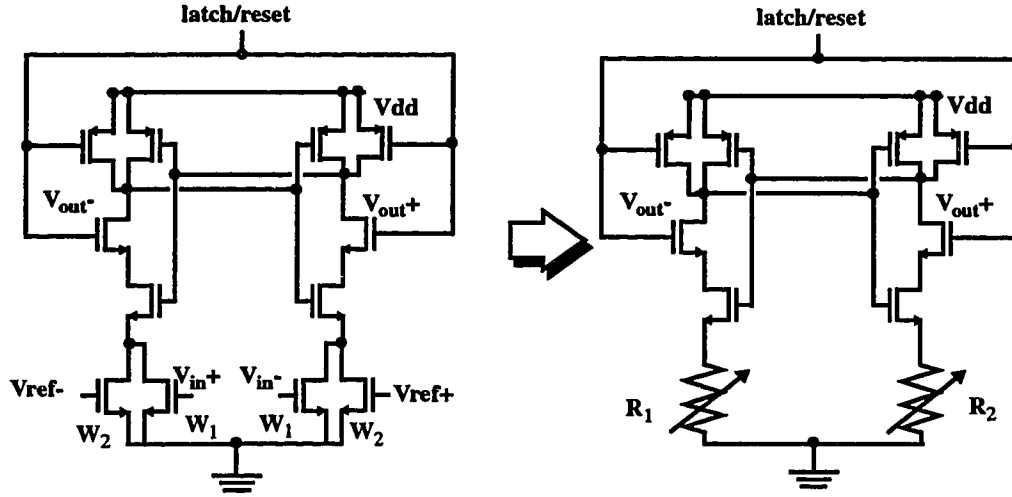 latch/reset
Vdd
Vout-
Vout+
Vref-
Vin+
Vin-
Vref+
W2
W1
W1
W2
latch/reset
Vdd
Vout-
Vout+
R1
R2